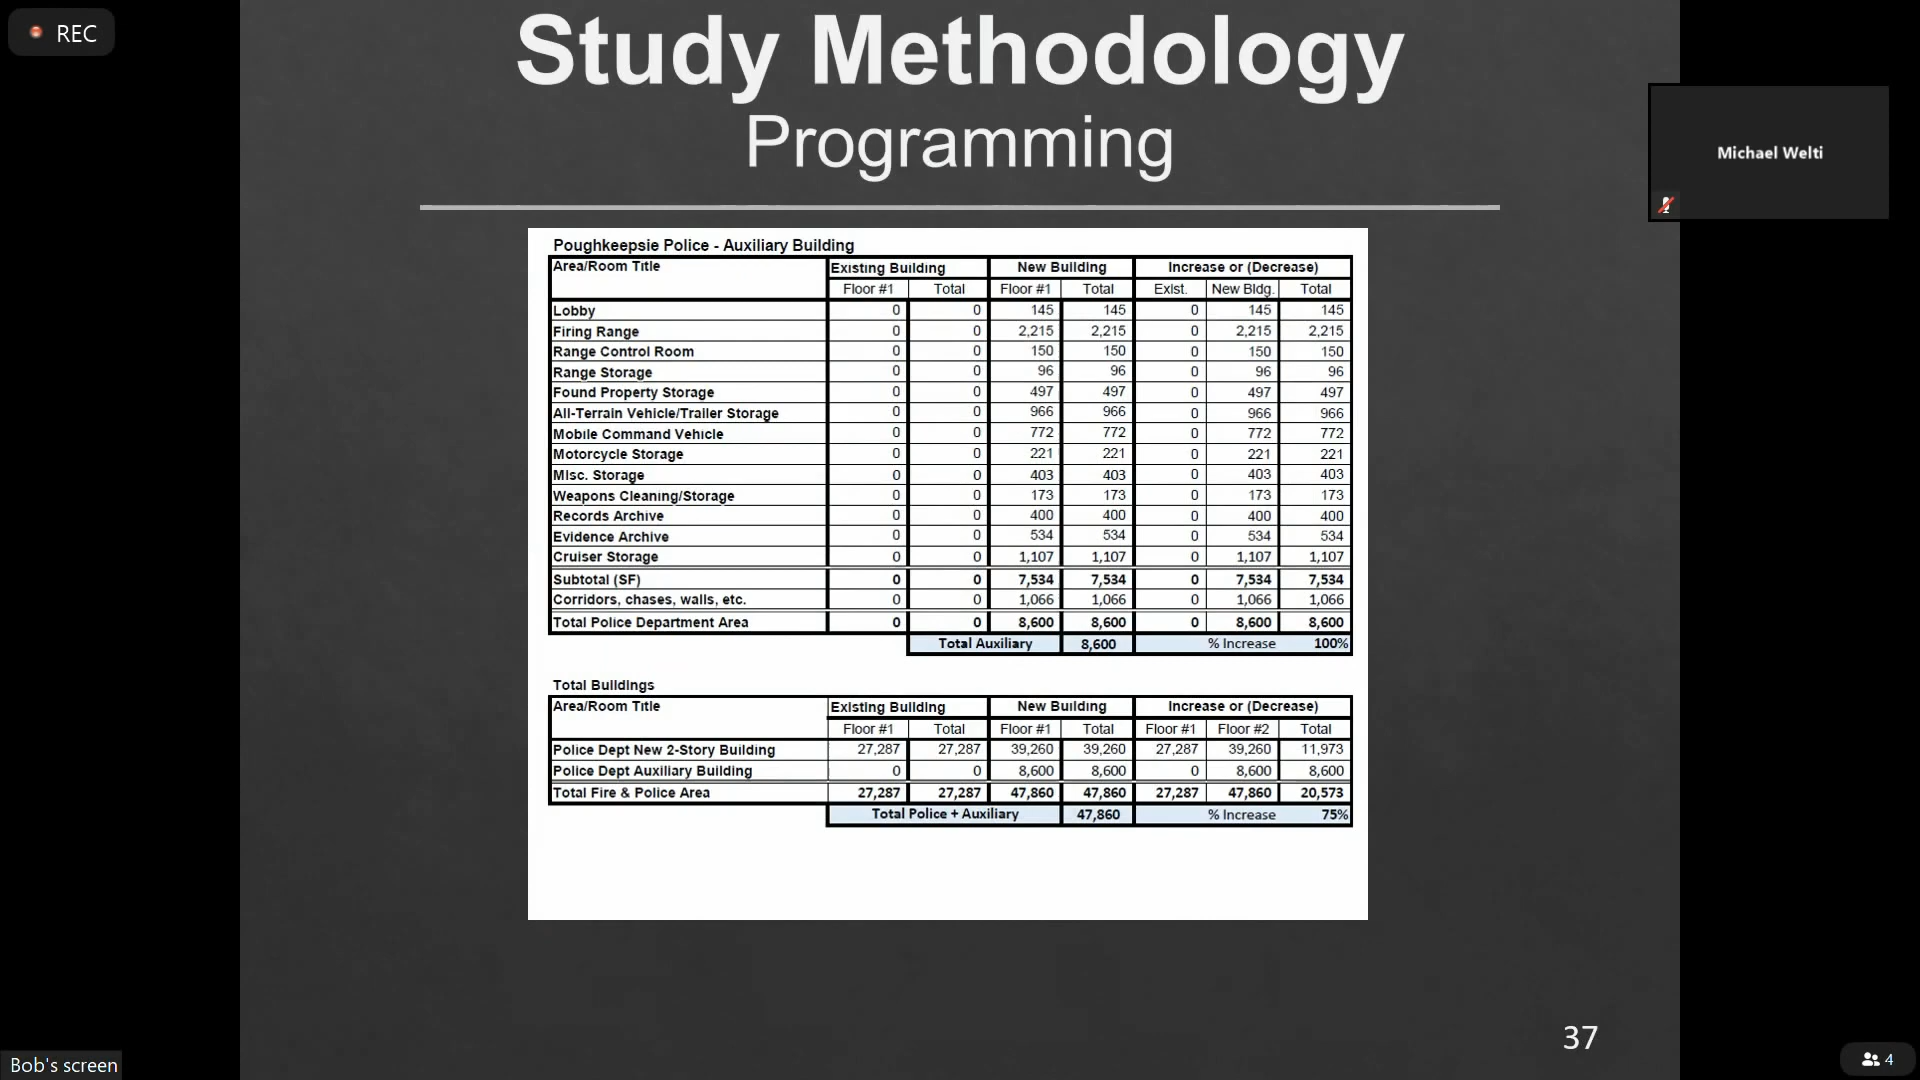 REC
Study Methodology
Programming
Michael Welti
Poughkeepsie Police - Auxiliary Building
Area/Room Title Existing Building New Building Increase or (Decrease)
Floor #1 Total Floor #1 Total Exist. New Bldg. Total
Lobby 0 0 145 145 0 145 145
Firing Range 0 0 2,215 2,215 0 2,215 2,215
Range Control Room 0 0 150 150 0 150 150
Range Storage 0 0 96 96 0 96 96
Found Property Storage 0 0 497 497 0 497 497
All-Terrain Vehicle/Trailer Storage 0 0 966 966 0 966 966
Mobile Command Vehicle 0 0 772 772 0 772 772
Motorcycle Storage 0 0 221 221 0 221 221
Misc. Storage 0 0 403 403 0 403 403
Weapons Cleaning/Storage 0 0 173 173 0 173 173
Records Archive 0 0 400 400 0 400 400
Evidence Archive 0 0 534 534 0 534 534
Cruiser Storage 0 0 1,107 1,107 0 1,107 1,107
Subtotal (SF) 0 0 7,534 7,534 0 7,534 7,534
Corridors, chases, walls, etc. 0 0 1,066 1,066 0 1,066 1,066
Total Police Department Area 0 0 8,600 8,600 0 8,600 8,600
Total Auxiliary 8,600 % Increase 100%
Total Buildings
Area/Room Title Existing Building New Building Increase or (Decrease)
Floor #1 Total Floor #1 Total Floor #1 Floor #2 Total
Police Dept New 2-Story Building 27,287 27,287 39,260 39,260 27,287 39,260 11,973
Police Dept Auxiliary Building 0 0 8,600 8,600 0 8,600 8,600
Total Fire & Police Area 27,287 27,287 47,860 47,860 27,287 47,860 20,573
Total Police + Auxiliary 47,860 % Increase 75%
37
Bob's screen
4